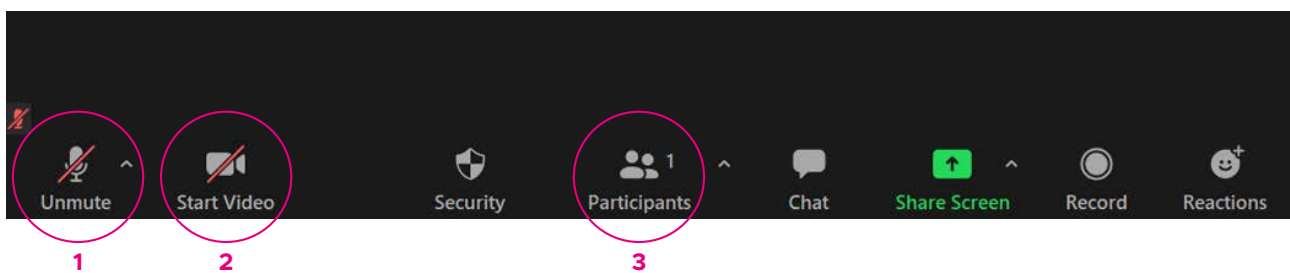 1
Unmute
Start Video
Security
Participants
Chat
Share Screen
Record
Reactions
1
2
3